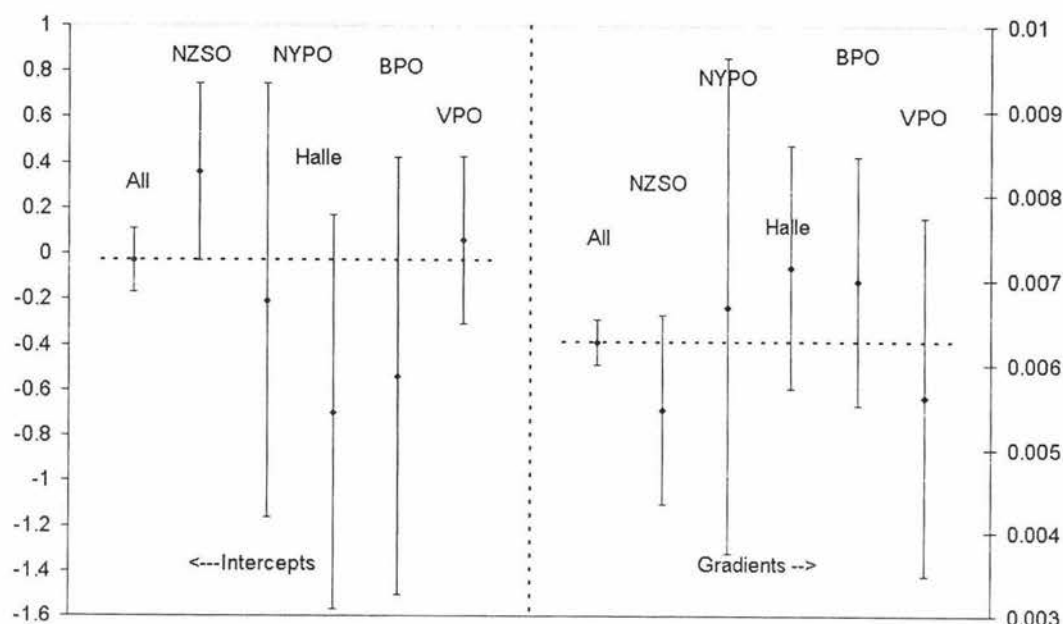 1
0.8
0.6
0.4
0.2
0
-0.2
-0.4
-0.6
-0.8
-1
-1.2
-1.4
-1.6
All
NZSO
NYPO
Halle
BPO
VPO
<---Intercepts
All
NZSO
NYPO
Halle
BPO
VPO
Gradients -->
0.01
0.009
0.008
0.007
0.006
0.005
0.004
0.003